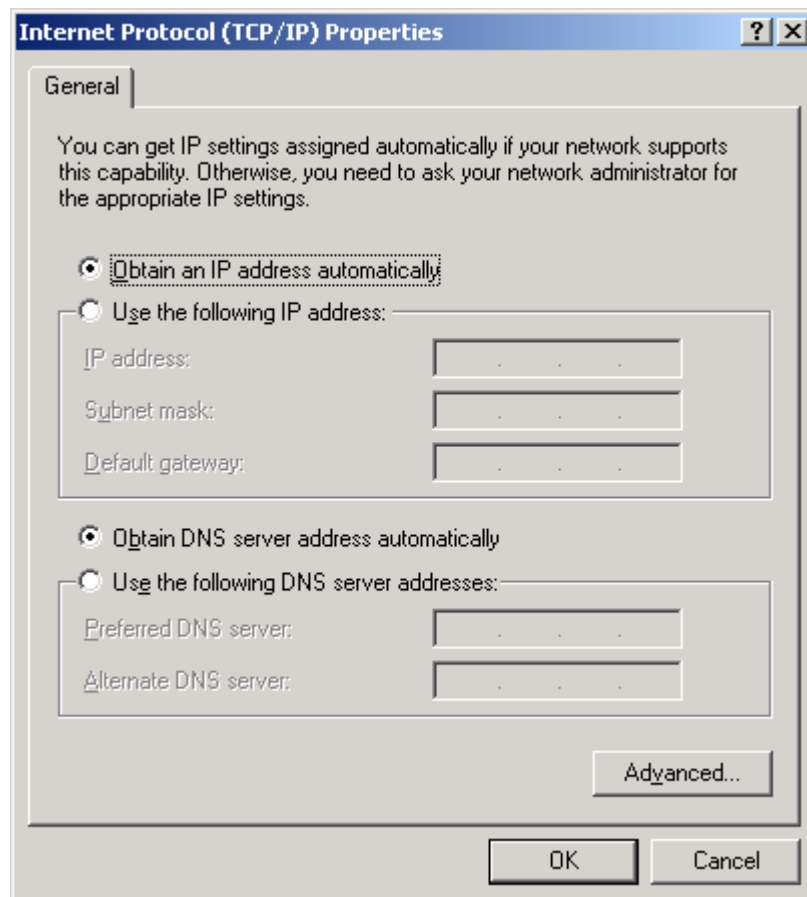 Internet Protocol (TCP/IP) Properties
General
You can get IP settings assigned automatically if your network supports
this capability. Otherwise, you need to ask your network administrator for
the appropriate IP settings.
Obtain an IP address automatically
Use the following IP address:
IP address:
Subnet mask:
Default gateway:
Obtain DNS server address automatically
Use the following DNS server addresses:
Preferred DNS server:
Alternate DNS server:
Advanced...
OK Cancel